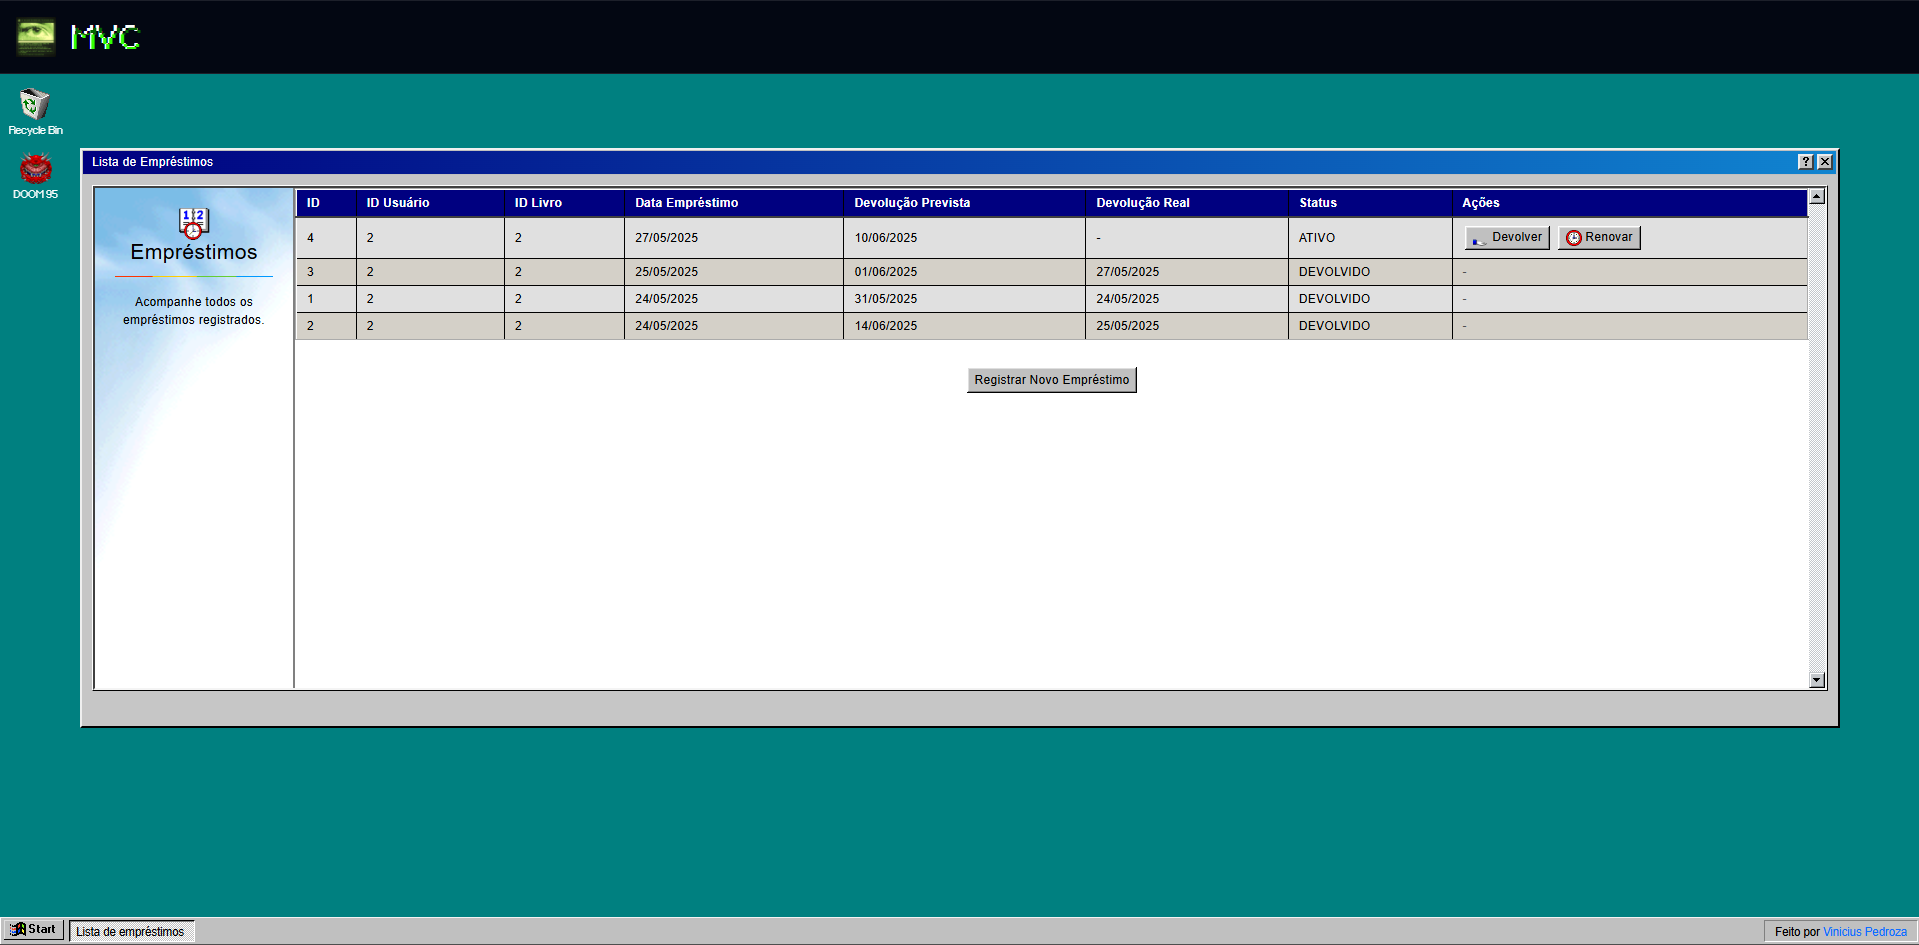 MVC
Recycle Bin
DOOM 95
Lista de Empréstimos
Empréstimos
Acompanhe todos os
empréstimos registrados.
ID ID Usuário ID Livro Data Empréstimo Devolução Prevista Devolução Real Status Ações
4 2 2 27/05/2025 10/06/2025 - ATIVO Devolver Renovar
3 2 2 25/05/2025 01/06/2025 27/05/2025 DEVOLVIDO -
1 2 2 24/05/2025 31/05/2025 24/05/2025 DEVOLVIDO -
2 2 2 24/05/2025 14/06/2025 25/05/2025 DEVOLVIDO -
Registrar Novo Empréstimo
Start Lista de empréstimos Feito por Vinicius Pedroza